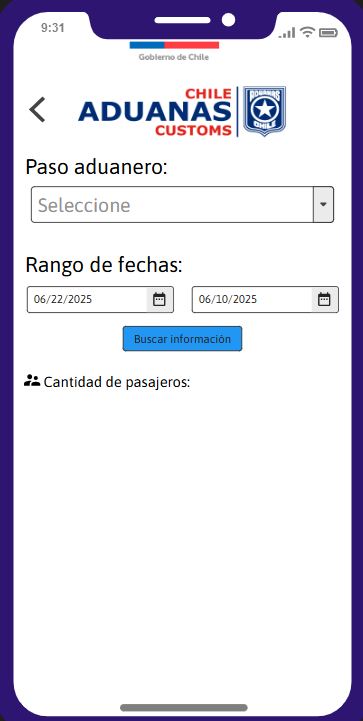 9:31
Gobierno de Chile
CHILE
ADUANAS
CUSTOMS
ADUANAS
CHILE
Paso aduanero:
Seleccione
Rango de fechas:
06/22/2025 06/10/2025
Buscar información
Cantidad de pasajeros: